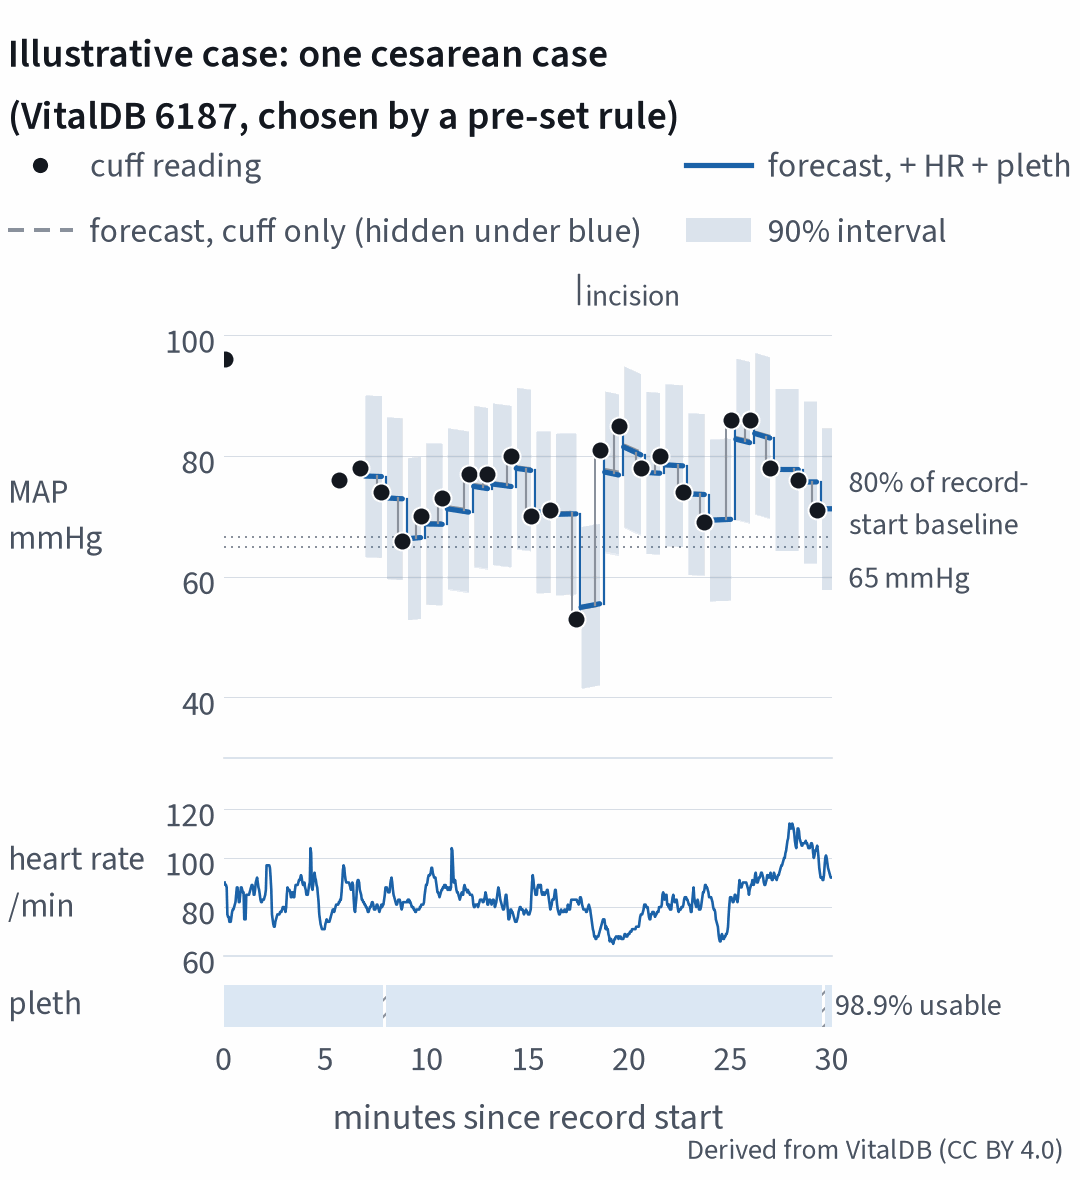 Illustrative case: one cesarean case
(VitalDB 6187, chosen by a pre-set rule)
cuff reading
forecast, + HR + pleth
forecast, cuff only (hidden under blue)
90% interval
incision
100
80
60
40
MAP
mmHg
80% of record-
start baseline
65 mmHg
120
100
80
60
heart rate
/min
pleth
98.9% usable
0 5 10 15 20 25 30
minutes since record start
Derived from VitalDB (CC BY 4.0)